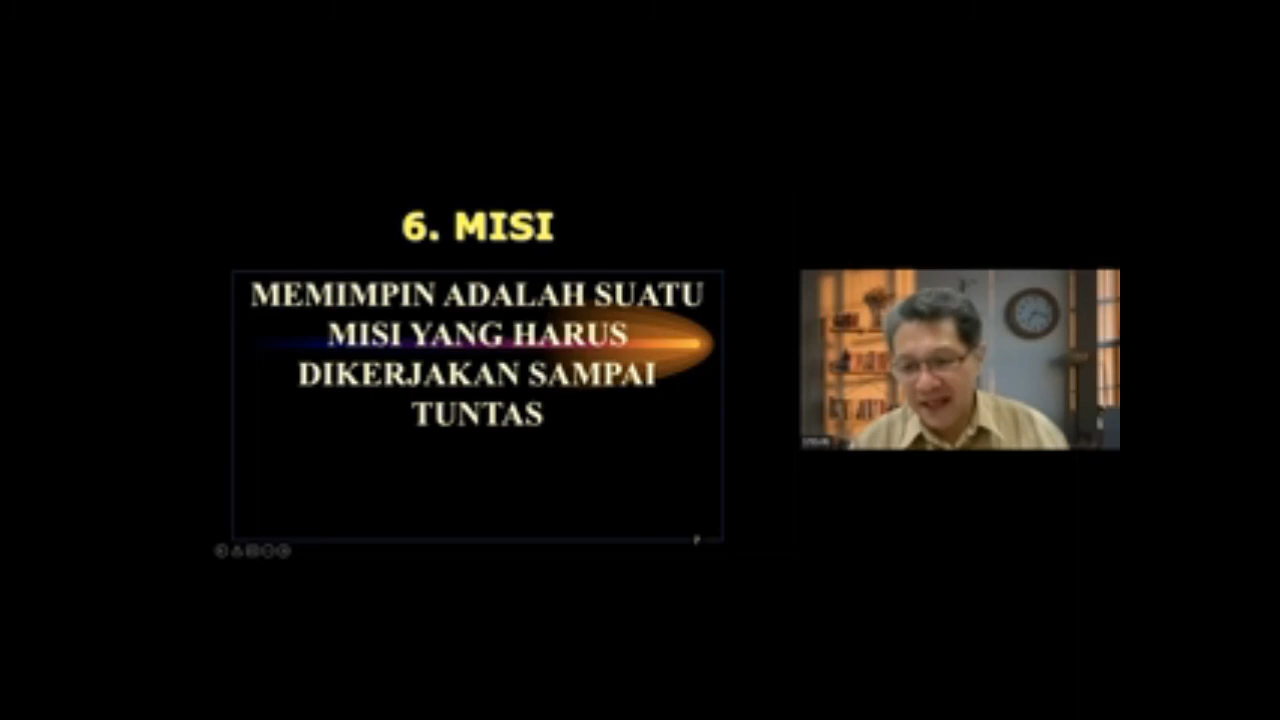 6. MISI
MEMIMPIN ADALAH SUATU
MISI YANG HARUS
DIKERJAKAN SAMPAI
TUNTAS